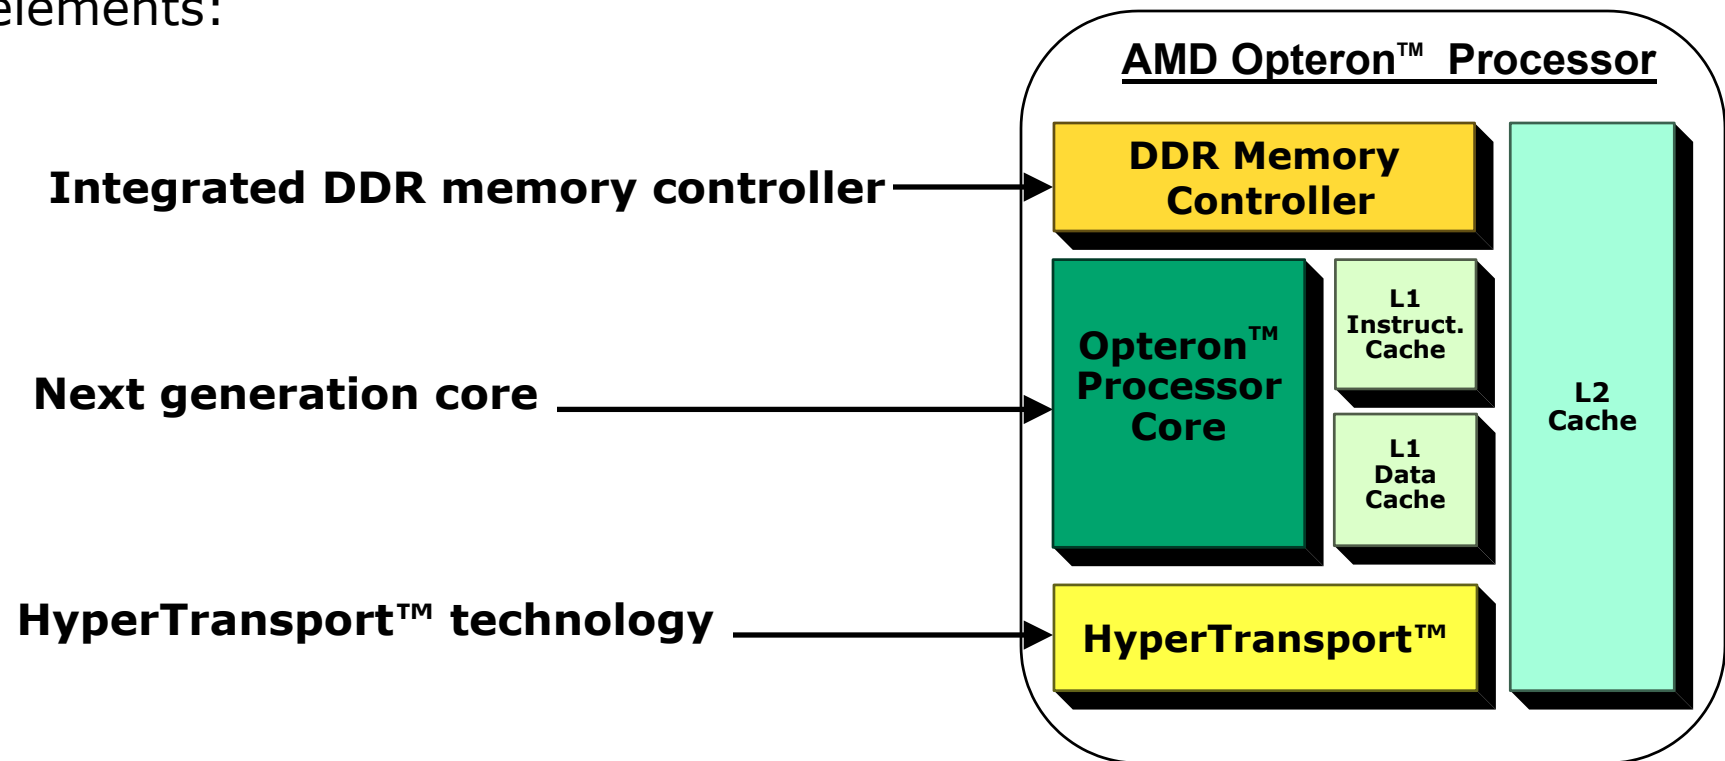 elements:
AMD Opteron™ Processor
Integrated DDR memory controller
DDR Memory
Controller
Next generation core
Opteron™
Processor
Core
L1
Instruct.
Cache
L1
Data
Cache
L2
Cache
HyperTransport™ technology
HyperTransport™